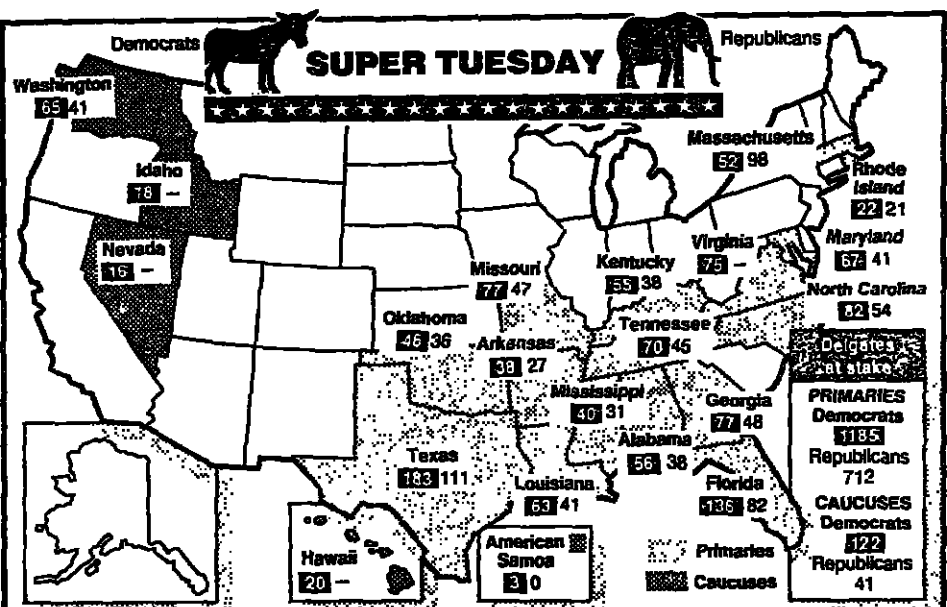 Democrats
SUPER TUESDAY
Republicans
Washington
65 41
Idaho
18 –
Nevada
16 –
Massachusetts
52 98
Rhode
Island
22 21
Virginia
75 –
Maryland
67 41
Missouri
77 47
Kentucky
55 38
North Carolina
82 54
Oklahoma
46 36
Arkansas
38 27
Tennessee
70 45
Mississippi
40 31
Georgia
77 48
Alabama
56 38
Texas
183 111
Louisiana
63 41
Florida
136 82
Hawaii
20 –
American
Samoa
3 0
Primaries
Caucuses
Delegates
at stake
PRIMARIES
Democrats
1185
Republicans
712
CAUCUSES
Democrats
122
Republicans
41